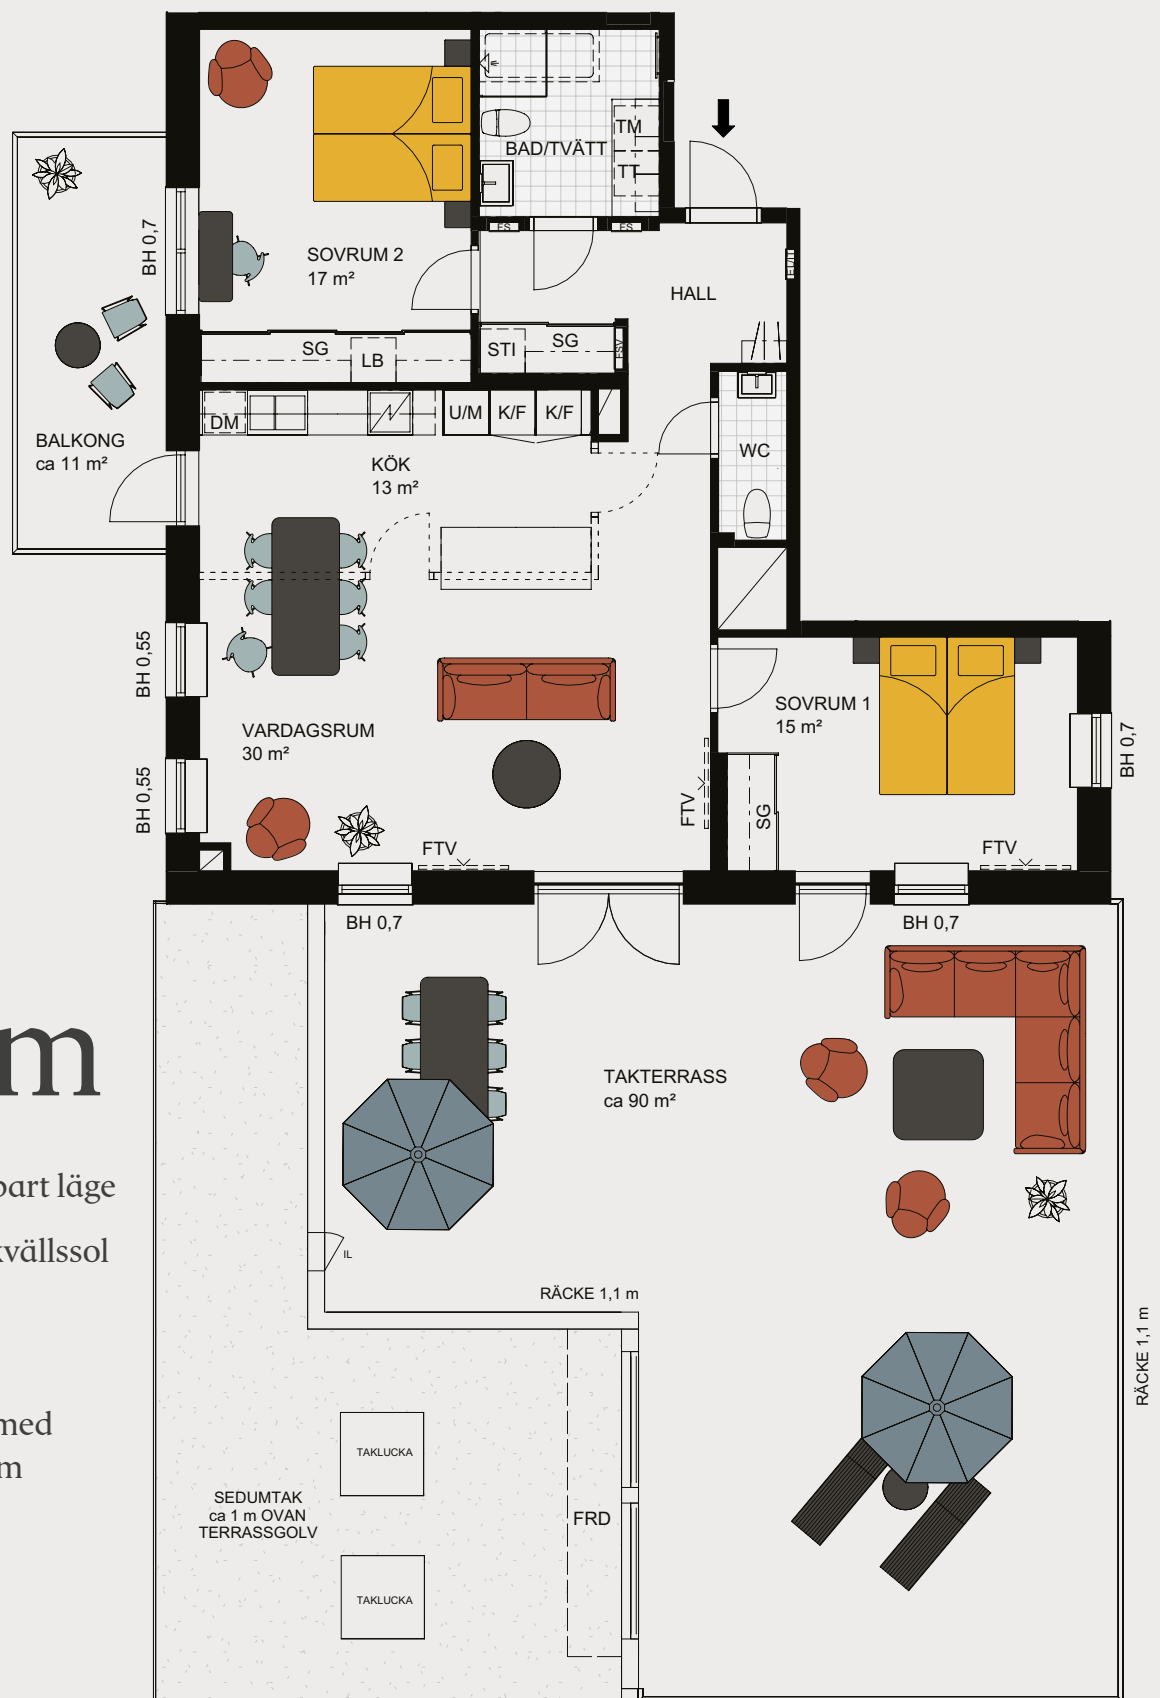 TM
BAD/TVÄTT
TT
BH 0,7
SOVRUM 2
17 m²
FS
FS
EL/IT
HALL
SG
LB
STI
SG
FSV
DM
U/M
K/F
K/F
BALKONG
ca 11 m²
KÖK
13 m²
WC
BH 0,55
SOVRUM 1
15 m²
VARDAGSRUM
30 m²
BH 0,7
BH 0,55
FTV
SG
FTV
FTV
BH 0,7
BH 0,7
m
TAKTERRASS
ca 90 m²
part läge
kvällssol
IL
RÄCKE 1,1 m
RÄCKE 1,1 m
med
m
TAKLUCKA
SEDUMTAK
ca 1 m OVAN
TERRASSGOLV
FRD
TAKLUCKA